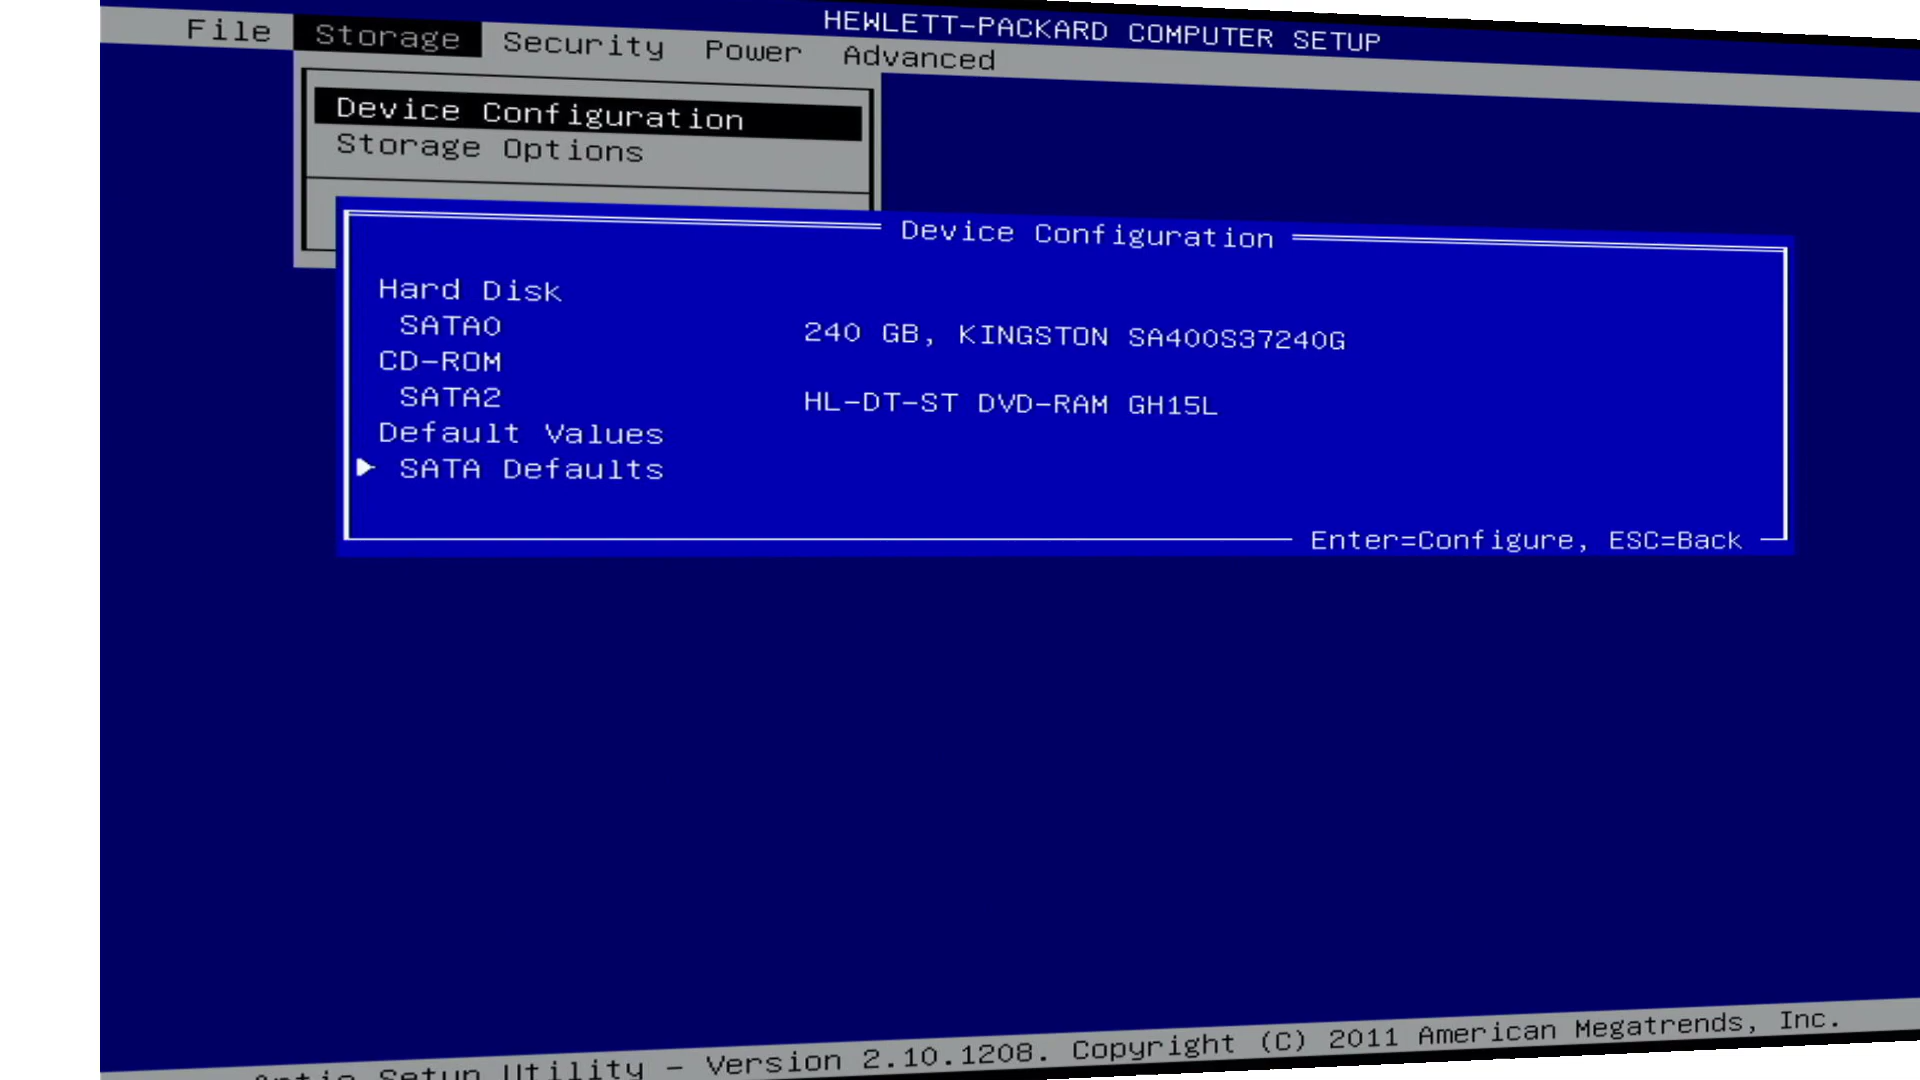 HEWLETT-PACKARD COMPUTER SETUP
File Storage Security Power Advanced
Device Configuration
Storage Options
Device Configuration
Hard Disk
SATA0 240 GB, KINGSTON SA400S37240G
CD-ROM
SATA2 HL-DT-ST DVD-RAM GH15L
Default Values
SATA Defaults
Enter=Configure, ESC=Back
Setup Utility - Version 2.10.1208. Copyright (C) 2011 American Megatrends, Inc.